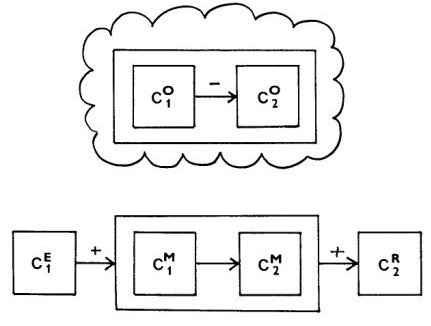 C₁ᴼ − C₂ᴼ
C₁ᴱ + C₁ᴹ C₂ᴹ + C₂ᴿ